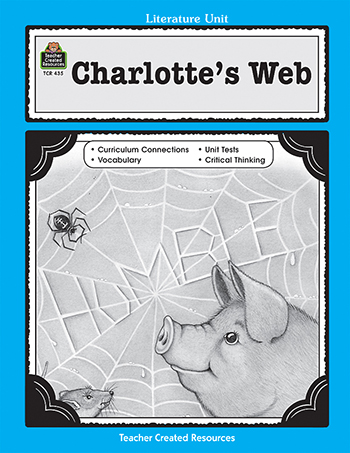 Literature Unit
Teacher
Created
Resources
TCR 435
Charlotte's Web
• Curriculum Connections • Unit Tests
• Vocabulary • Critical Thinking
HUMBLE
Teacher Created Resources